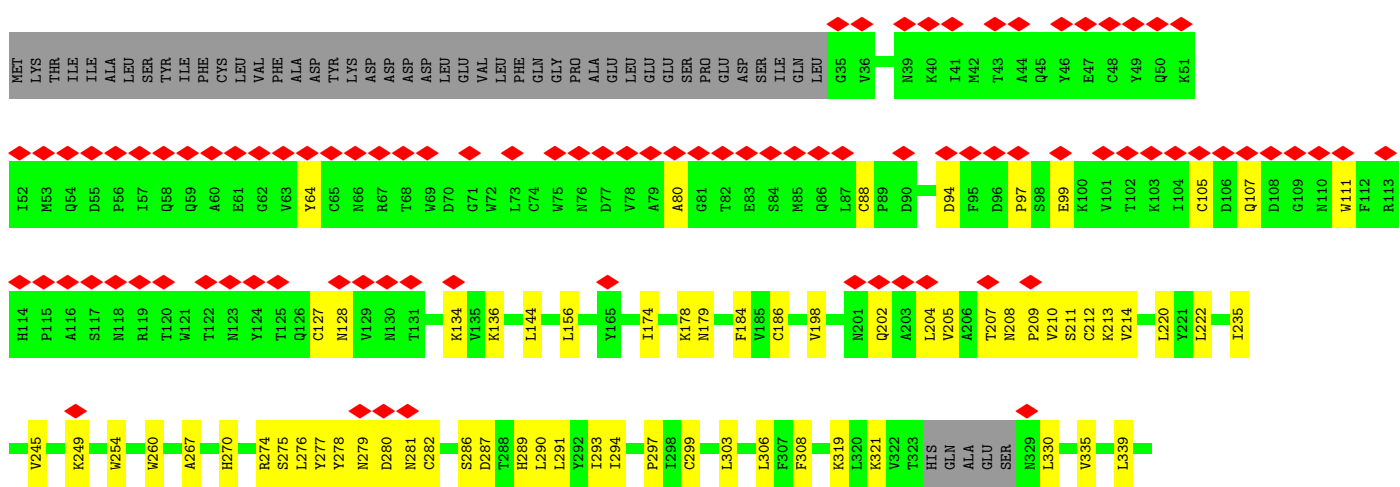 MET LYS THR ILE ILE ALA LEU SER TYR ILE PHE CYS LEU VAL PHE ALA ASP TYR LYS ASP ASP ASP ASP LEU GLU VAL LEU PHE GLN GLY PRO ALA GLU LEU GLU GLU SER PRO GLU ASP SER ILE GLN LEU G35 V36 N39 K40 I41 M42 T43 A44 Q45 Y46 E47 C48 Y49 Q50 K51
I52 M53 Q54 D55 P56 I57 Q58 Q59 A60 E61 G62 V63 Y64 C65 N66 R67 T68 W69 D70 G71 W72 L73 C74 W75 N76 D77 V78 A79 A80 G81 T82 E83 S84 M85 Q86 L87 C88 P89 D90 D94 F95 D96 P97 S98 E99 K100 V101 T102 K103 I104 C105 D106 Q107 D108 G109 N110 W111 F112 R113
H114 P115 A116 S117 N118 R119 T120 W121 T122 N123 Y124 T125 Q126 C127 N128 V129 N130 T131 K134 V135 K136 L144 L156 Y165 I174 K178 N179 F184 V185 C186 V198 N201 Q202 A203 L204 V205 A206 T207 N208 P209 V210 S211 C212 K213 V214 L220 Y221 L222 I235
V245 K249 W254 W260 A267 H270 R274 S275 L276 Y277 Y278 N279 D280 N281 C282 S286 D287 T288 H289 L290 L291 Y292 I293 I294 P297 I298 C299 L303 L306 F307 F308 K319 L320 K321 V322 T323 HIS GLN ALA GLU SER N329 L330 V335 L339